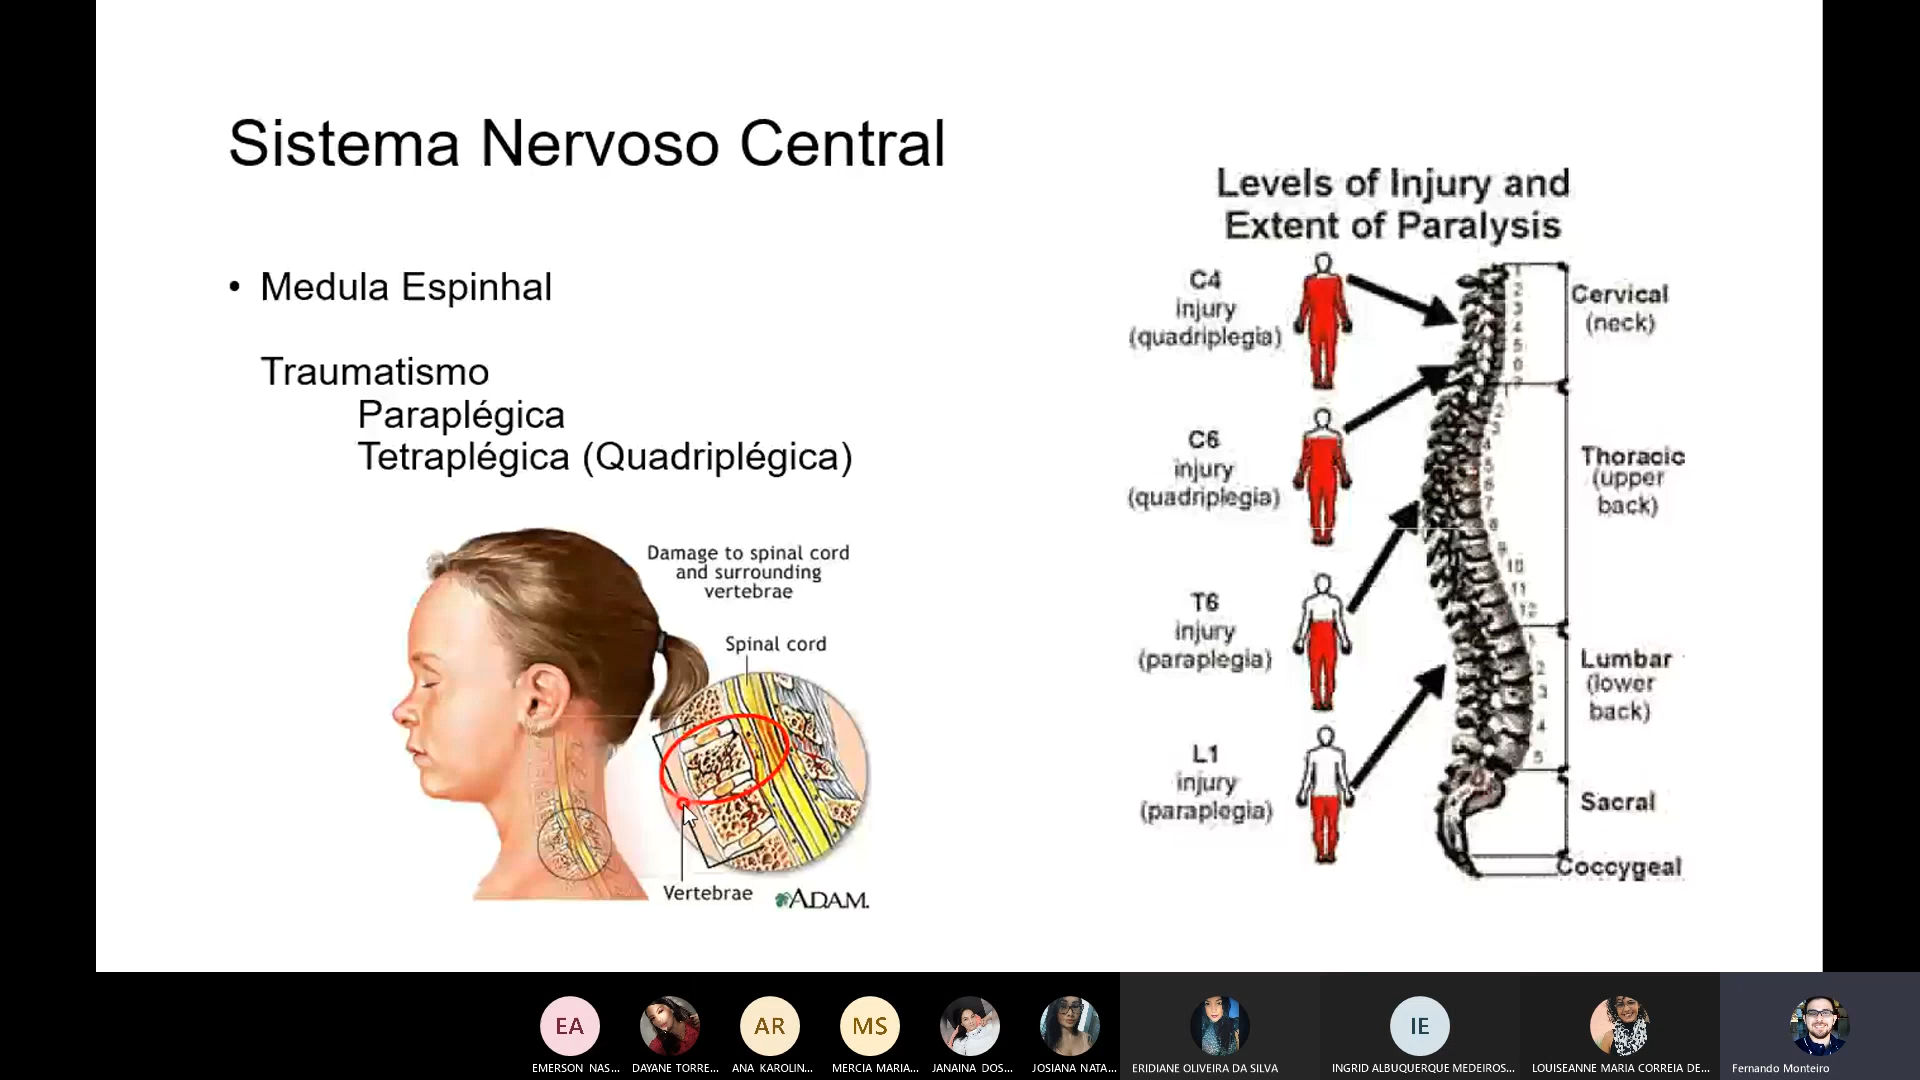 Sistema Nervoso Central
• Medula Espinhal
Traumatismo
Paraplégica
Tetraplégica (Quadriplégica)
Damage to spinal cord
and surrounding
vertebrae
Spinal cord
Vertebrae
ADAM.
Levels of Injury and
Extent of Paralysis
C4
injury
(quadriplegia)
C6
injury
(quadriplegia)
T6
injury
(paraplegia)
L1
injury
(paraplegia)
Cervical
(neck)
Thoracic
(upper
back)
Lumbar
(lower
back)
Sacral
Coccygeal
EA
AR
MS
IE
EMERSON NAS...
DAYANE TORRE...
ANA KAROLIN...
MERCIA MARIA...
JANAINA DOS...
JOSIANA NATA...
ERIDIANE OLIVEIRA DA SILVA
INGRID ALBUQUERQUE MEDEIROS...
LOUISEANNE MARIA CORREIA DE...
Fernando Monteiro